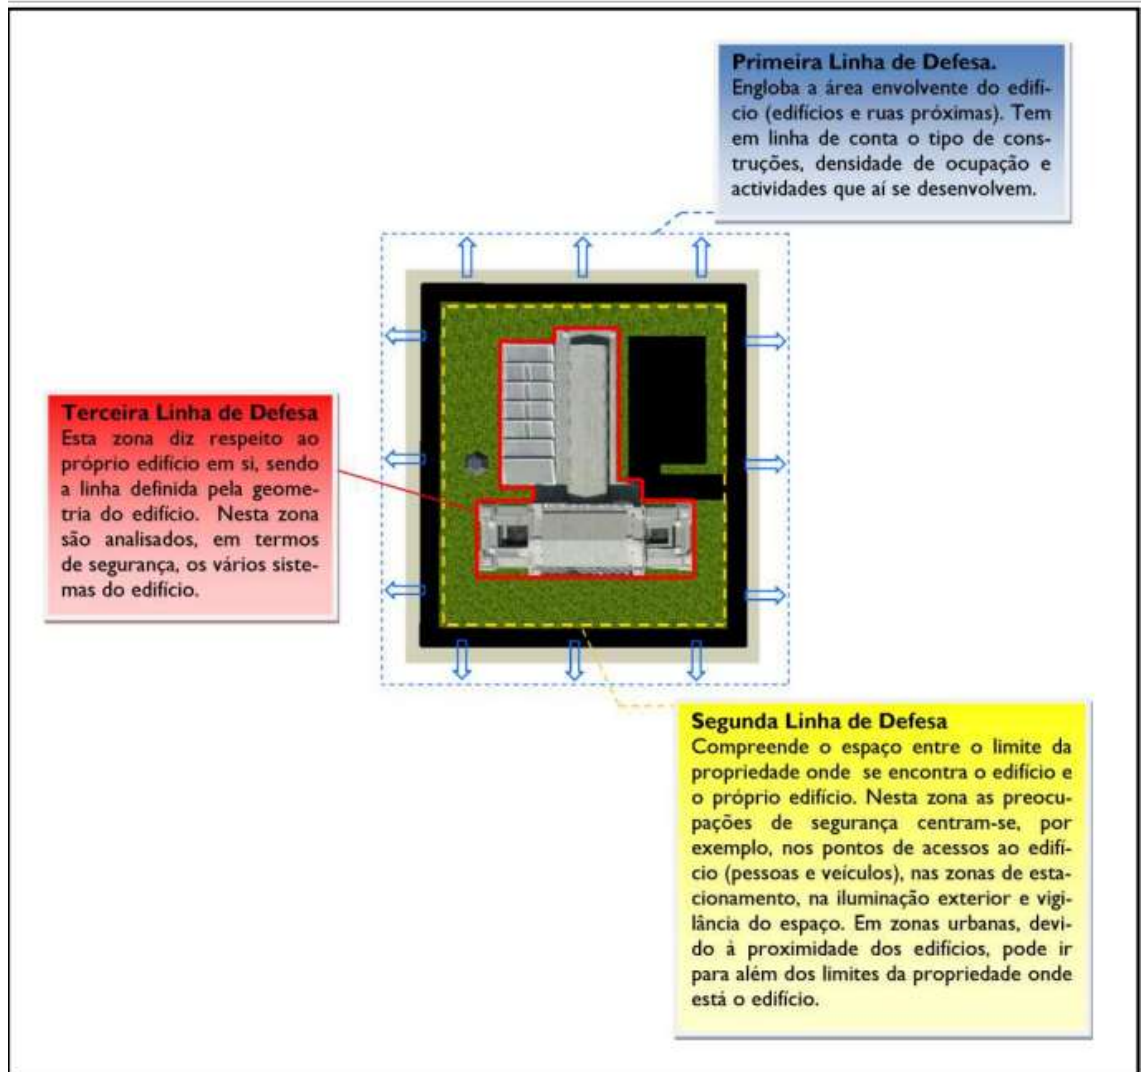 Primeira Linha de Defesa.
Engloba a área envolvente do edifí-
cio (edifícios e ruas próximas). Tem
em linha de conta o tipo de cons-
truções, densidade de ocupação e
actividades que aí se desenvolvem.
Terceira Linha de Defesa
Esta zona diz respeito ao
próprio edifício em si, sendo
a linha definida pela geome-
tria do edifício. Nesta zona
são analisados, em termos
de segurança, os vários siste-
mas do edifício.
Segunda Linha de Defesa
Compreende o espaço entre o limite da
propriedade onde se encontra o edifício e
o próprio edifício. Nesta zona as preocu-
pações de segurança centram-se, por
exemplo, nos pontos de acessos ao edifí-
cio (pessoas e veículos), nas zonas de esta-
cionamento, na iluminação exterior e vigi-
lância do espaço. Em zonas urbanas, devi-
do à proximidade dos edifícios, pode ir
para além dos limites da propriedade onde
está o edifício.